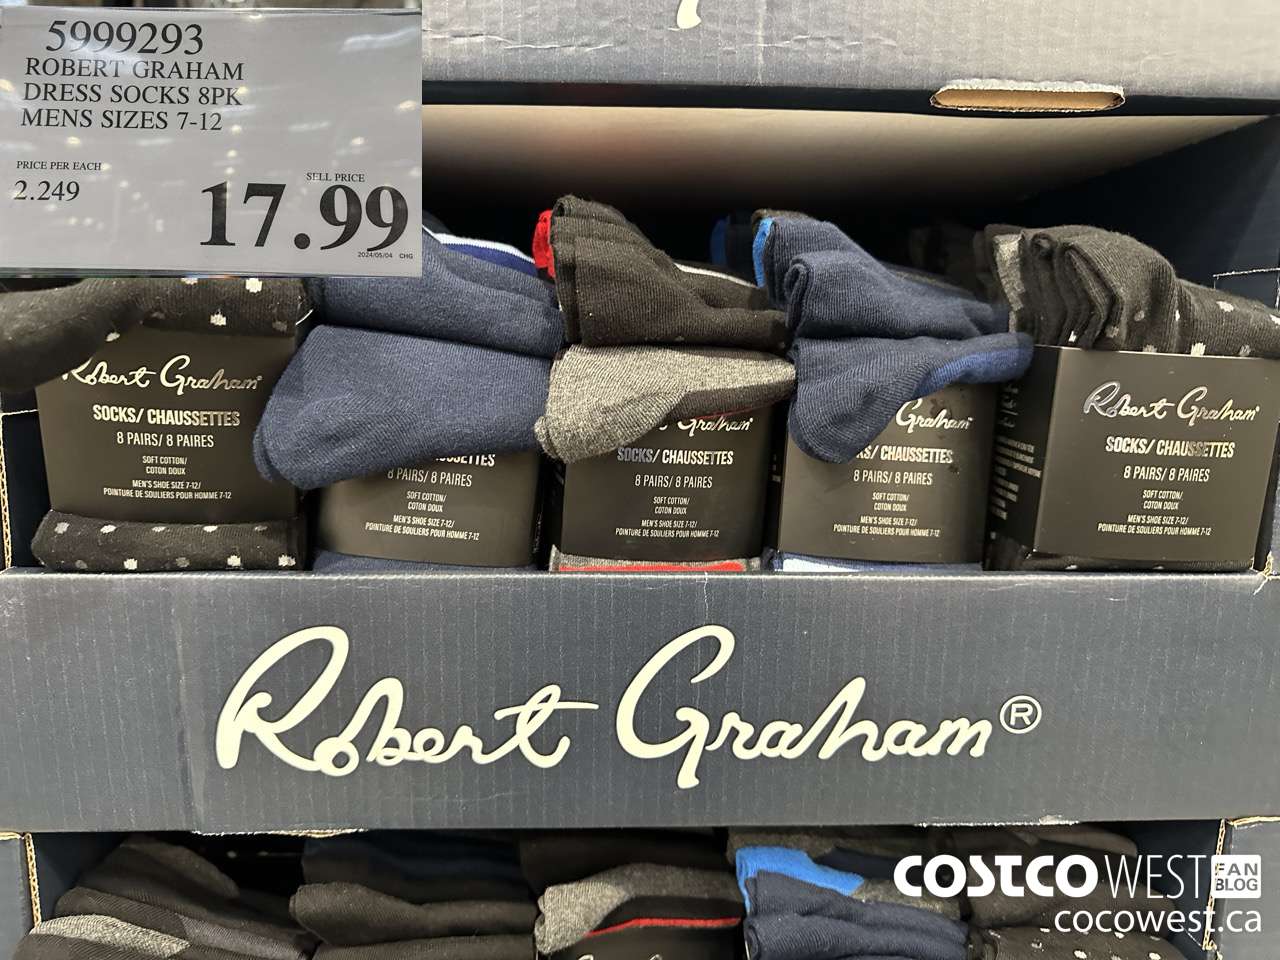 5999293
ROBERT GRAHAM
DRESS SOCKS 8PK
MENS SIZES 7-12
PRICE PER EACH
2.249
SELL PRICE
17.99
2024/05/04 CHG
Robert Graham
SOCKS/ CHAUSSETTES
8 PAIRS/ 8 PAIRES
SOFT COTTON/
COTON DOUX
MEN'S SHOE SIZE 7-12/
POINTURE DE SOULIERS POUR HOMME 7-12
8 PAIRS/ 8 PAIRES
SOFT COTTON/
COTON DOUX
MEN'S SHOE SIZE 7-12/
POINTURE DE SOULIERS POUR HOMME 7-12
Graham
SOCKS/ CHAUSSETTES
8 PAIRS/ 8 PAIRES
SOFT COTTON/
COTON DOUX
MEN'S SHOE SIZE 7-12/
POINTURE DE SOULIERS POUR HOMME 7-12
Graham
CHAUSSETTES
8 PAIRS/ 8 PAIRES
SOFT COTTON/
COTON DOUX
MEN'S SHOE SIZE 7-12/
POINTURE DE SOULIERS POUR HOMME 7-12
Robert Graham
SOCKS/ CHAUSSETTES
8 PAIRS/ 8 PAIRES
SOFT COTTON/
COTON DOUX
MEN'S SHOE SIZE 7-12/
POINTURE DE SOULIERS POUR HOMME 7-12
Robert Graham®
COSTCO WEST FAN BLOG
cocowest.ca